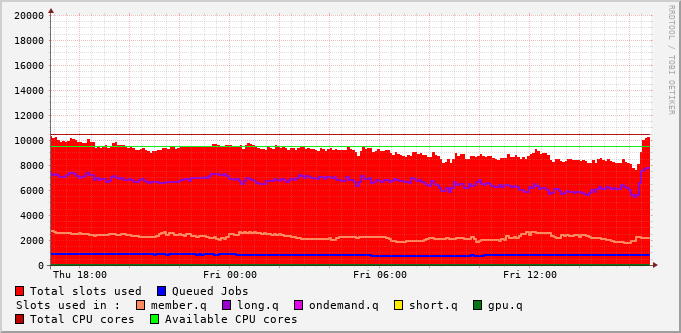 20000
18000
16000
14000
12000
10000
8000
6000
4000
2000
0
Thu 18:00 Fri 00:00 Fri 06:00 Fri 12:00
Total slots used Queued Jobs
Slots used in : member.q long.q ondemand.q short.q gpu.q
Total CPU cores Available CPU cores
RRDTOOL / TOBI OETIKER